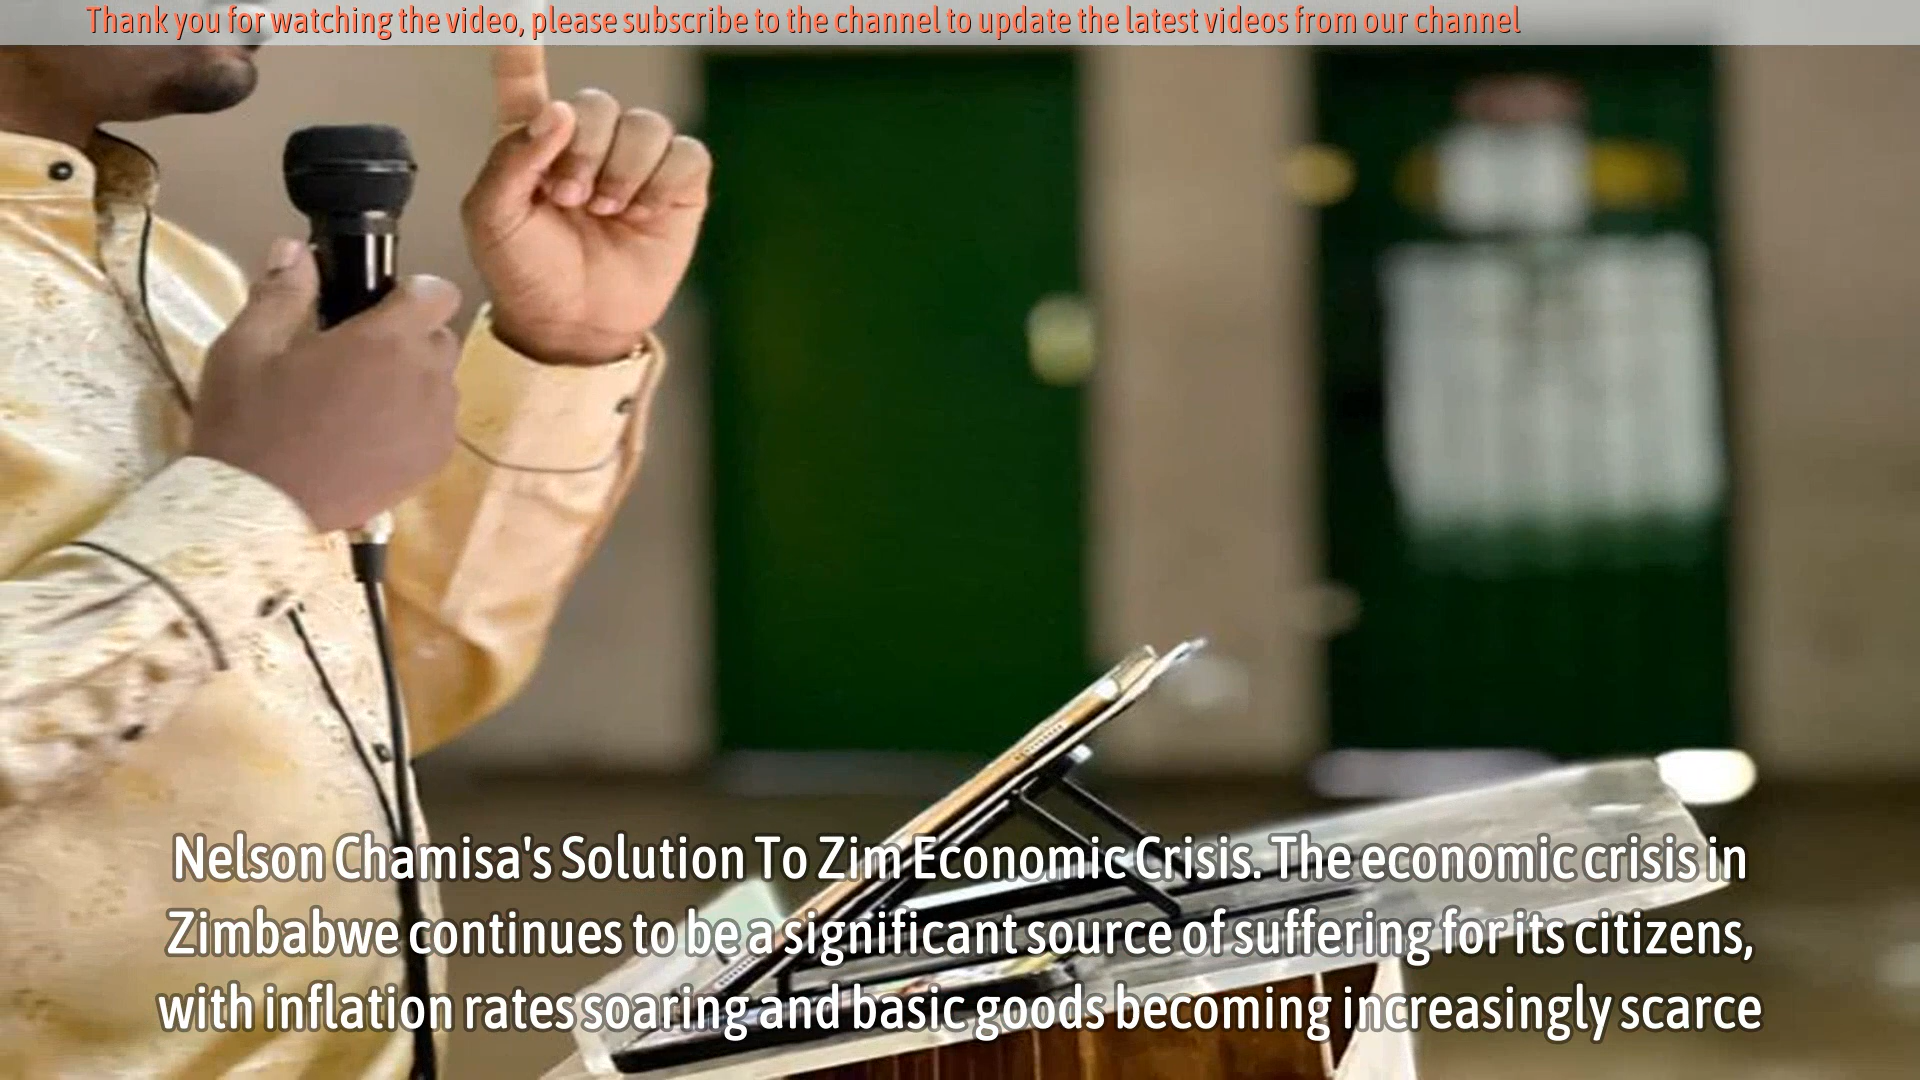 Thank you for watching the video, please subscribe to the channel to update the latest videos from our channel
Nelson Chamisa's Solution To Zim Economic Crisis. The economic crisis in
Zimbabwe continues to be a significant source of suffering for its citizens,
with inflation rates soaring and basic goods becoming increasingly scarce